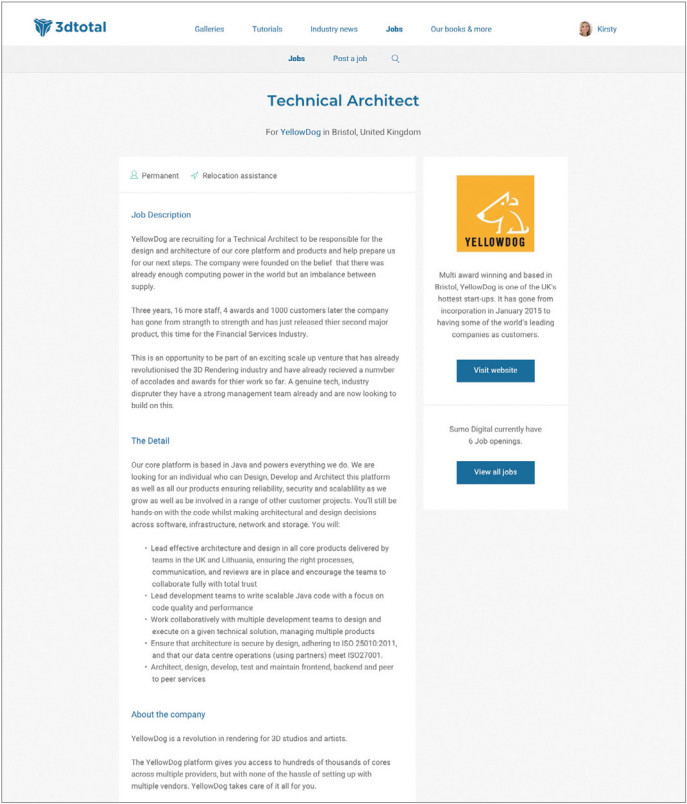 3dtotal
Galleries Tutorials Industry news Jobs Our books & more Kirsty
Jobs Post a job
Technical Architect
For YellowDog in Bristol, United Kingdom
Permanent Relocation assistance
Job Description
YellowDog are recruiting for a Technical Architect to be responsible for the
design and architecture of our core platform and products and help prepare us
for our next steps. The company were founded on the belief that there was
already enough computing power in the world but an imbalance between
supply.
Three years, 16 more staff, 4 awards and 1000 customers later the company
has gone from strangth to strength and has just released thier second major
product, this time for the Financial Services Industry.
This is an opportunity to be part of an exciting scale up venture that has already
revolutionised the 3D Rendering industry and have already recieved a numvber
of accolades and awards for thier work so far. A genuine tech, industry
dispruter they have a strong management team already and are now looking to
build on this.
The Detail
Our core platform is based in Java and powers everything we do. We are
looking for an individual who can Design, Develop and Architect this platform
as well as all our products ensuring reliability, security and scalablility as we
grow as well as be involved in a range of other customer projects. You'll still be
hands-on with the code whilst making architectural and design decisions
across software, infrastructure, network and storage. You will:
• Lead effective architecture and design in all core products delivered by
teams in the UK and Lithuania, ensuring the right processes,
communication, and reviews are in place and encourage the teams to
collaborate fully with total trust
• Lead development teams to write scalable Java code with a focus on
code quality and performance
• Work collaboratively with multiple development teams to design and
execute on a given technical solution, managing multiple products
• Ensure that architecture is secure by design, adhering to ISO 25010:2011,
and that our data centre operations (using partners) meet ISO27001.
• Architect, design, develop, test and maintain frontend, backend and peer
to peer services
About the company
YellowDog is a revolution in rendering for 3D studios and artists.
The YellowDog platform gives you access to hundreds of thousands of cores
across multiple providers, but with none of the hassle of setting up with
multiple vendors. YellowDog takes care of it all for you.
YELLOWDOG
Multi award winning and based in
Bristol, YellowDog is one of the UK's
hottest start-ups. It has gone from
incorporation in January 2015 to
having some of the world's leading
companies as customers.
Visit website
Sumo Digital currently have
6 Job openings.
View all jobs